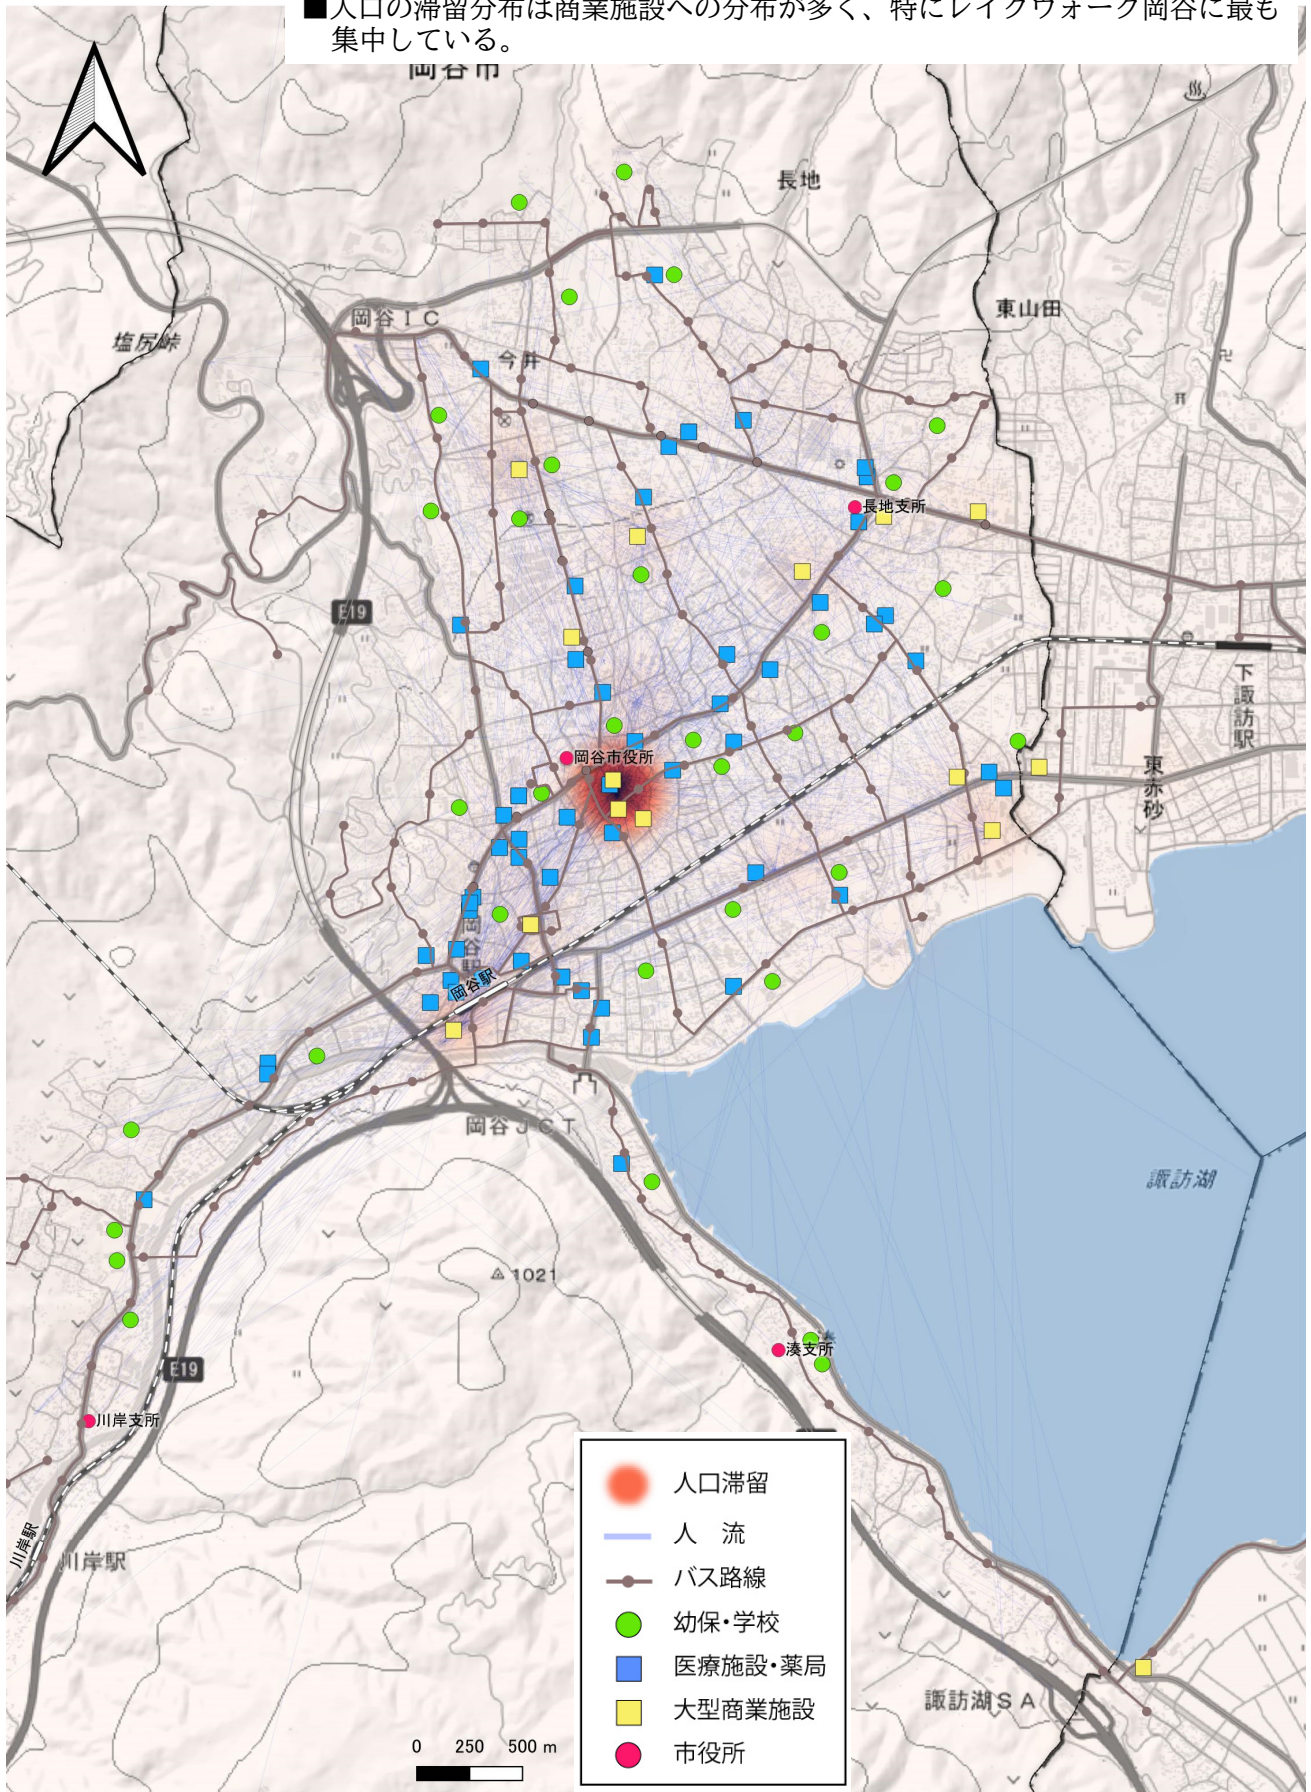 ■人口の滞留分布は商業施設への分布が多く、特にレイクウォーク岡谷に最も
集中している。
岡谷市
長地
東山田
岡谷IC
塩尻峠
今井
長地支所
E19
下諏訪駅
岡谷市役所
東赤砂
岡谷駅
岡谷駅
岡谷JCT
諏訪湖
1021
湊支所
E19
川岸支所
川岸駅
川岸駅
人口滞留
人 流
バス路線
幼保・学校
医療施設・薬局
大型商業施設
市役所
諏訪湖SA
0 250 500 m